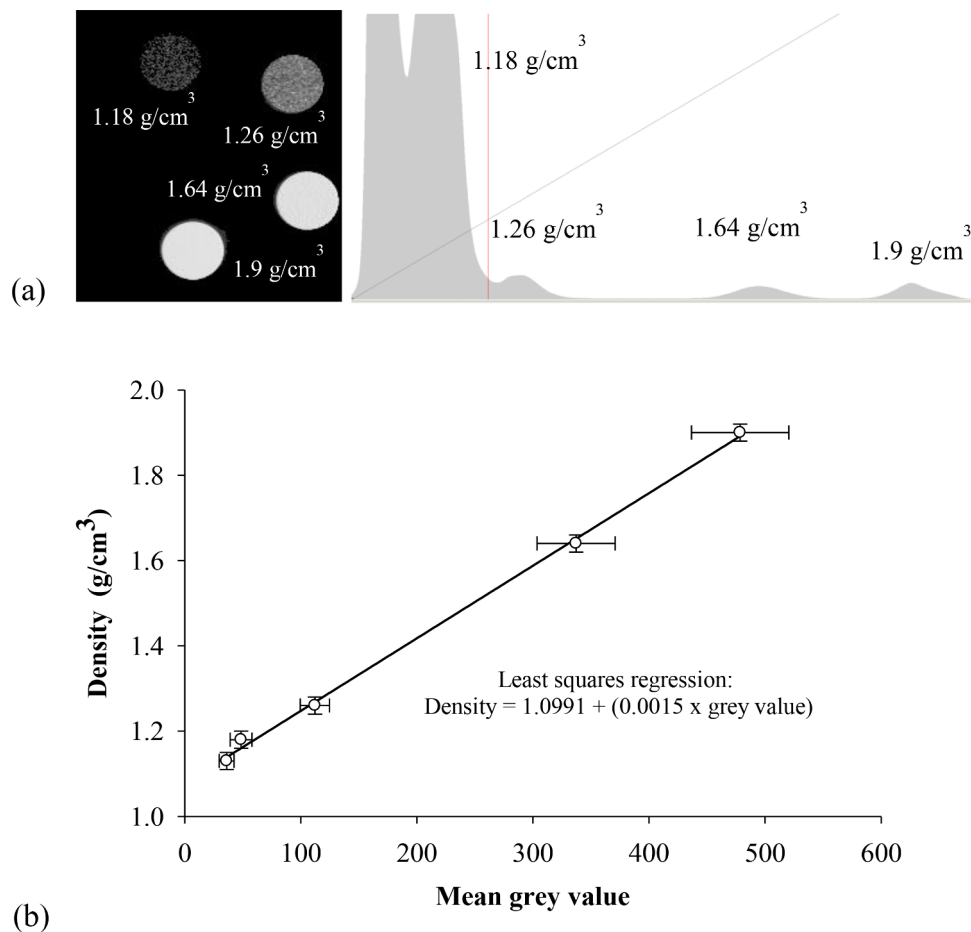 1.18 g/cm³
1.26 g/cm³
1.64 g/cm³
1.9 g/cm³
1.18 g/cm³
1.26 g/cm³
1.64 g/cm³
1.9 g/cm³
(a)
2.0
1.8
1.6
1.4
1.2
1.0
Density (g/cm³)
Least squares regression:
Density = 1.0991 + (0.0015 x grey value)
0 100 200 300 400 500 600
Mean grey value
(b)